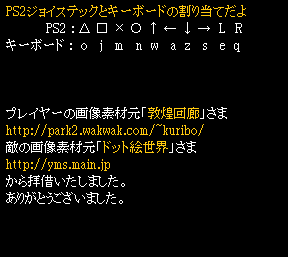 PS2ジョイステックとキーボードの割り当てだよ
PS2：△ □ × ○ ↑ ← ↓ → L R
キーボード：o j m n w a z s e q
プレイヤーの画像素材元「敦煌回廊」さま
http://park2.wakwak.com/~kuribo/
敵の画像素材元「ドット絵世界」さま
http://yms.main.jp
から拝借いたしました。
ありがとうございました。